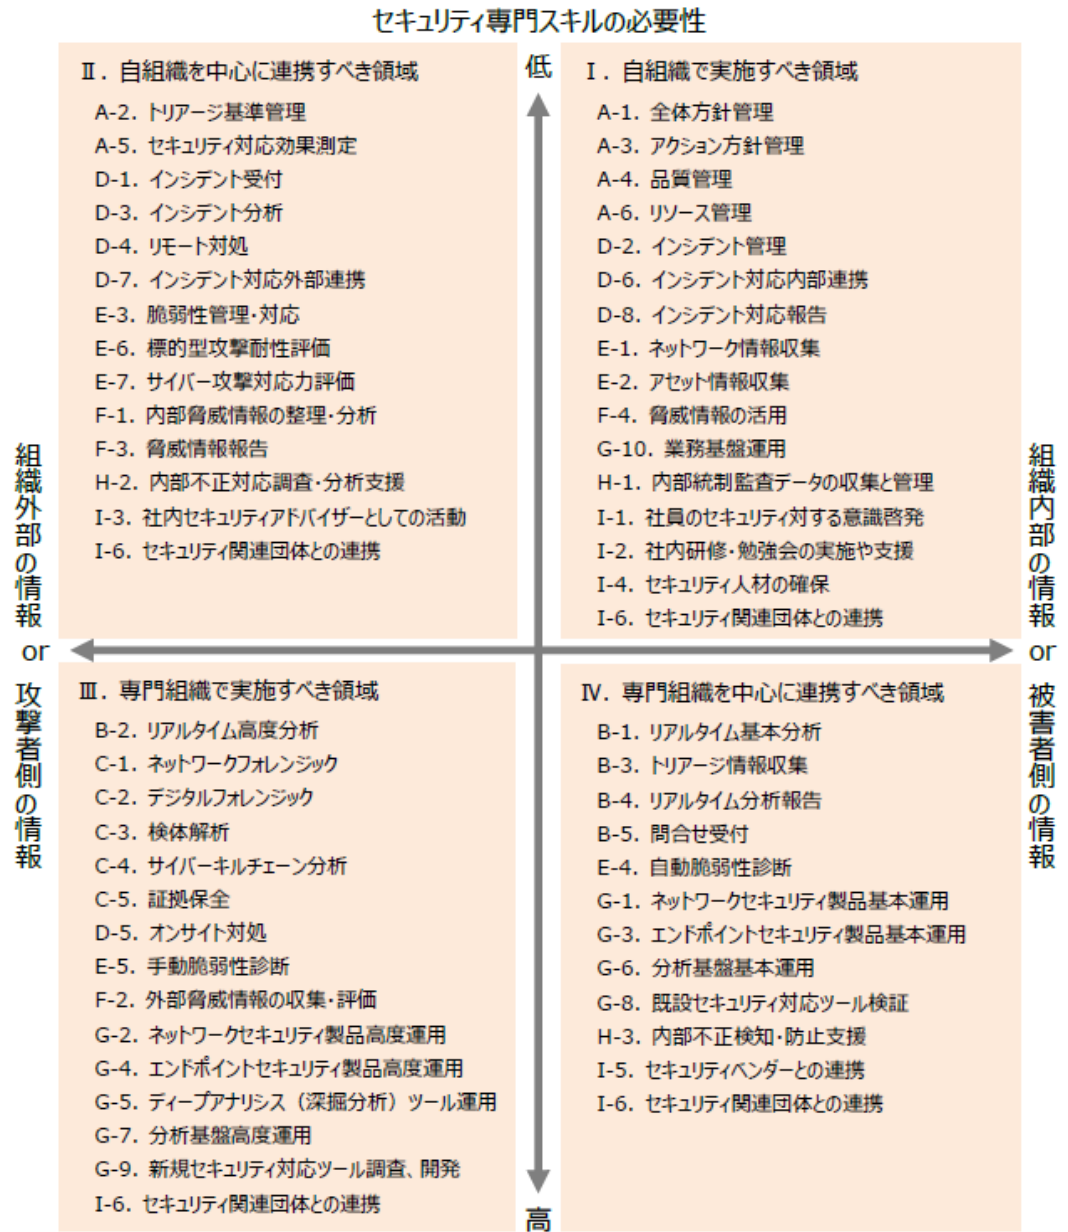 セキュリティ専門スキルの必要性
低
Ⅱ. 自組織を中心に連携すべき領域
A-2. トリアージ基準管理
A-5. セキュリティ対応効果測定
D-1. インシデント受付
D-3. インシデント分析
D-4. リモート対処
D-7. インシデント対応外部連携
E-3. 脆弱性管理・対応
E-6. 標的型攻撃耐性評価
E-7. サイバー攻撃対応力評価
F-1. 内部脅威情報の整理・分析
F-3. 脅威情報報告
H-2. 内部不正対応調査・分析支援
I-3. 社内セキュリティアドバイザーとしての活動
I-6. セキュリティ関連団体との連携
Ⅰ. 自組織で実施すべき領域
A-1. 全体方針管理
A-3. アクション方針管理
A-4. 品質管理
A-6. リソース管理
D-2. インシデント管理
D-6. インシデント対応内部連携
D-8. インシデント対応報告
E-1. ネットワーク情報収集
E-2. アセット情報収集
F-4. 脅威情報の活用
G-10. 業務基盤運用
H-1. 内部統制監査データの収集と管理
I-1. 社員のセキュリティ対する意識啓発
I-2. 社内研修・勉強会の実施や支援
I-4. セキュリティ人材の確保
I-6. セキュリティ関連団体との連携
組織外部の情報
or
攻撃者側の情報
組織内部の情報
or
被害者側の情報
Ⅲ. 専門組織で実施すべき領域
B-2. リアルタイム高度分析
C-1. ネットワークフォレンジック
C-2. デジタルフォレンジック
C-3. 検体解析
C-4. サイバーキルチェーン分析
C-5. 証拠保全
D-5. オンサイト対処
E-5. 手動脆弱性診断
F-2. 外部脅威情報の収集・評価
G-2. ネットワークセキュリティ製品高度運用
G-4. エンドポイントセキュリティ製品高度運用
G-5. ディープアナリシス（深掘分析）ツール運用
G-7. 分析基盤高度運用
G-9. 新規セキュリティ対応ツール調査、開発
I-6. セキュリティ関連団体との連携
Ⅳ. 専門組織を中心に連携すべき領域
B-1. リアルタイム基本分析
B-3. トリアージ情報収集
B-4. リアルタイム分析報告
B-5. 問合せ受付
E-4. 自動脆弱性診断
G-1. ネットワークセキュリティ製品基本運用
G-3. エンドポイントセキュリティ製品基本運用
G-6. 分析基盤基本運用
G-8. 既設セキュリティ対応ツール検証
H-3. 内部不正検知・防止支援
I-5. セキュリティベンダーとの連携
I-6. セキュリティ関連団体との連携
高